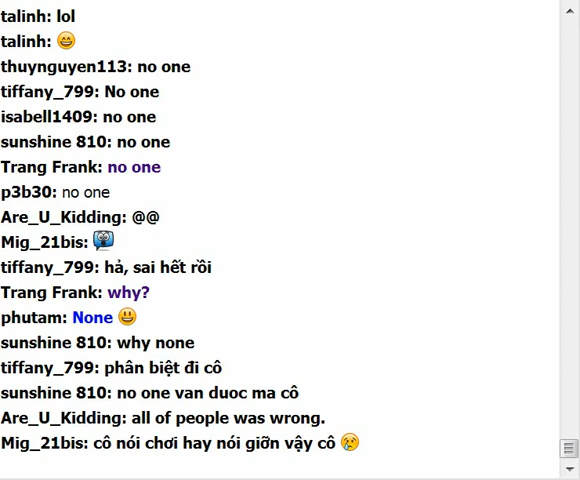 talinh: lol
talinh:
thuynguyen113: no one
tiffany_799: No one
isabell1409: no one
sunshine 810: no one
Trang Frank: no one
p3b30: no one
Are_U_Kidding: @@
Mig_21bis:
tiffany_799: hả, sai hết rồi
Trang Frank: why?
phutam: None
sunshine 810: why none
tiffany_799: phân biệt đi cô
sunshine 810: no one van duoc ma cô
Are_U_Kidding: all of people was wrong.
Mig_21bis: cô nói chơi hay nói giỡn vậy cô